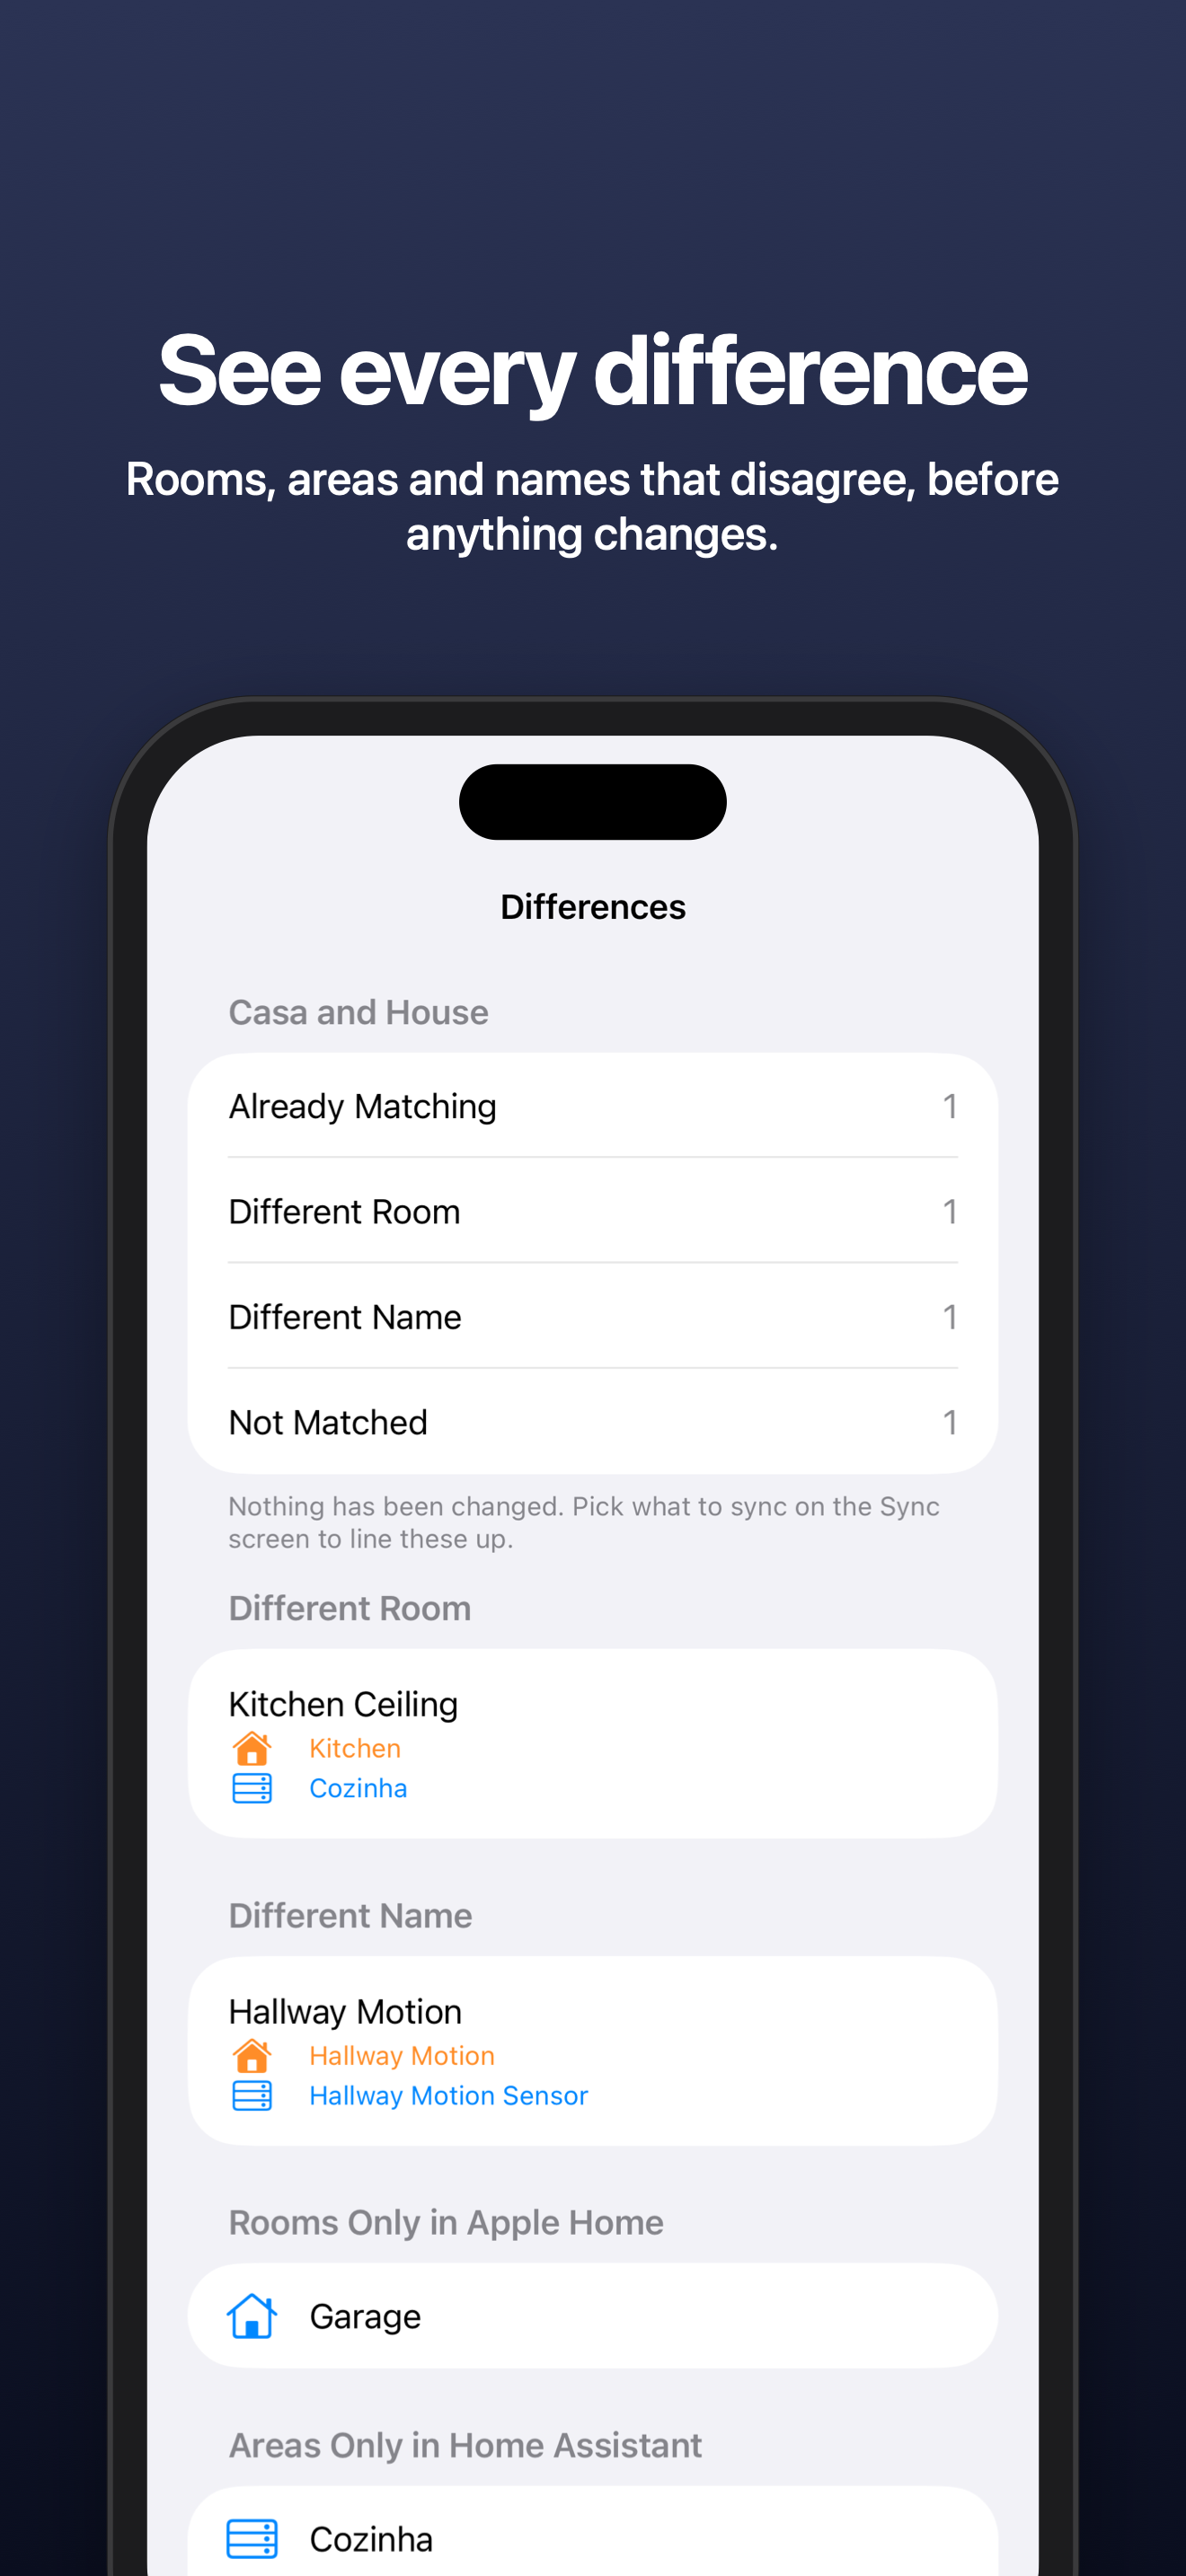 See every difference
Rooms, areas and names that disagree, before
anything changes.
Differences
Casa and House
Already Matching 1
Different Room 1
Different Name 1
Not Matched 1
Nothing has been changed. Pick what to sync on the Sync
screen to line these up.
Different Room
Kitchen Ceiling
Kitchen
Cozinha
Different Name
Hallway Motion
Hallway Motion
Hallway Motion Sensor
Rooms Only in Apple Home
Garage
Areas Only in Home Assistant
Cozinha